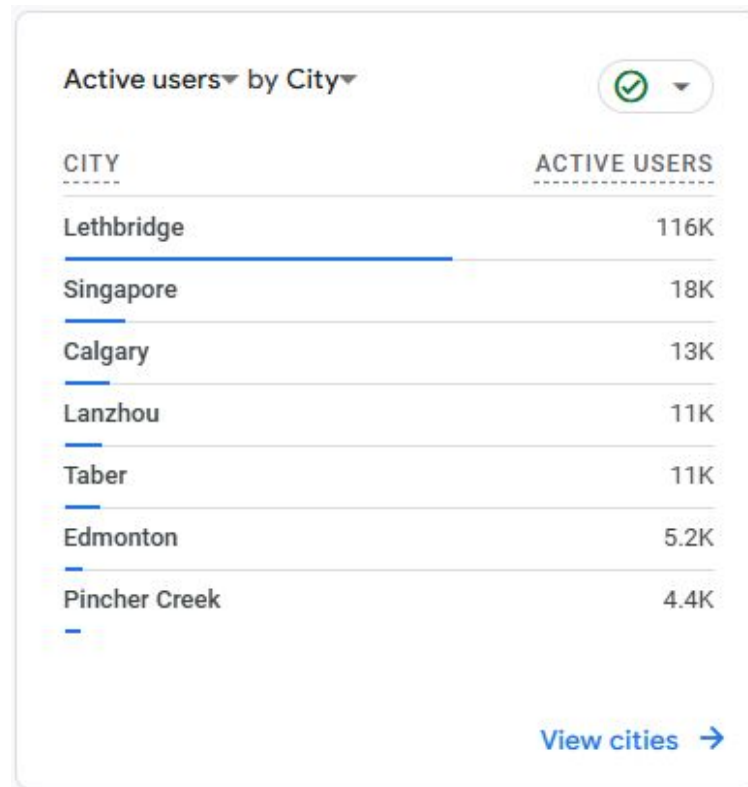 Active users by City
CITY ACTIVE USERS
Lethbridge 116K
Singapore 18K
Calgary 13K
Lanzhou 11K
Taber 11K
Edmonton 5.2K
Pincher Creek 4.4K
View cities